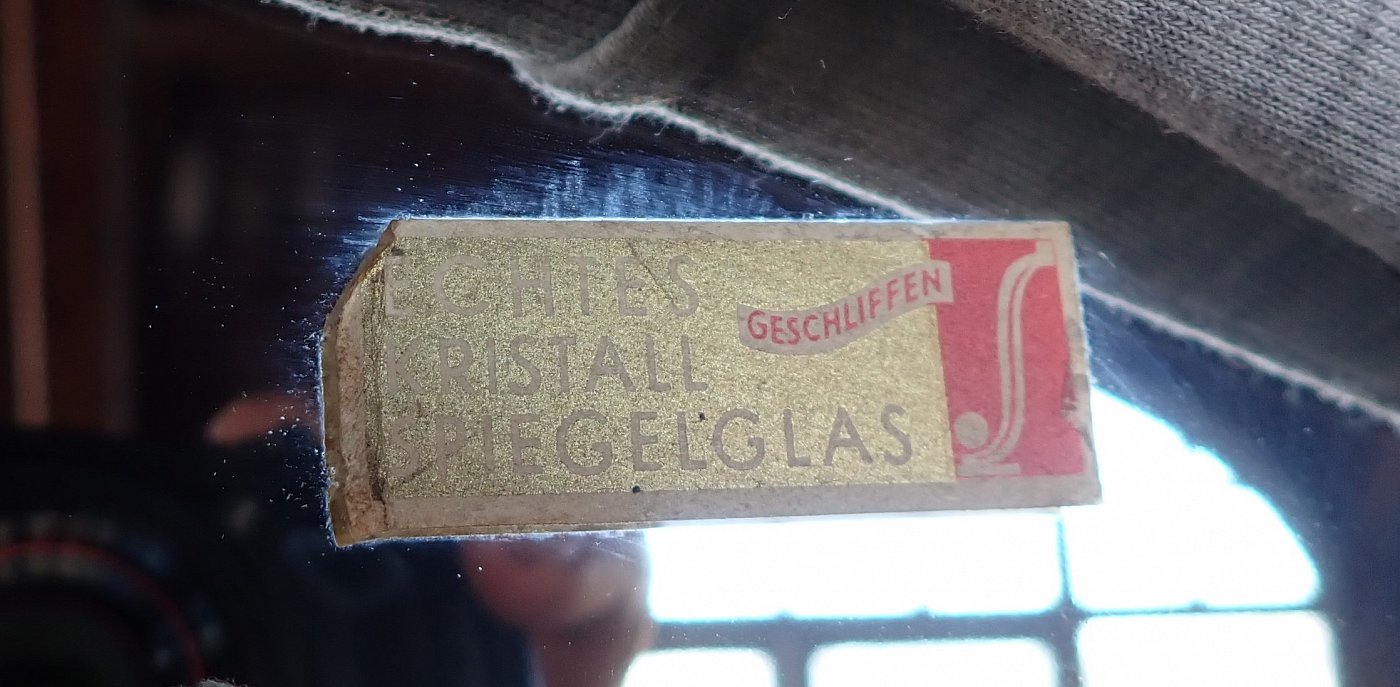 ECHTES
KRISTALL
SPIEGELGLAS
GESCHLIFFEN